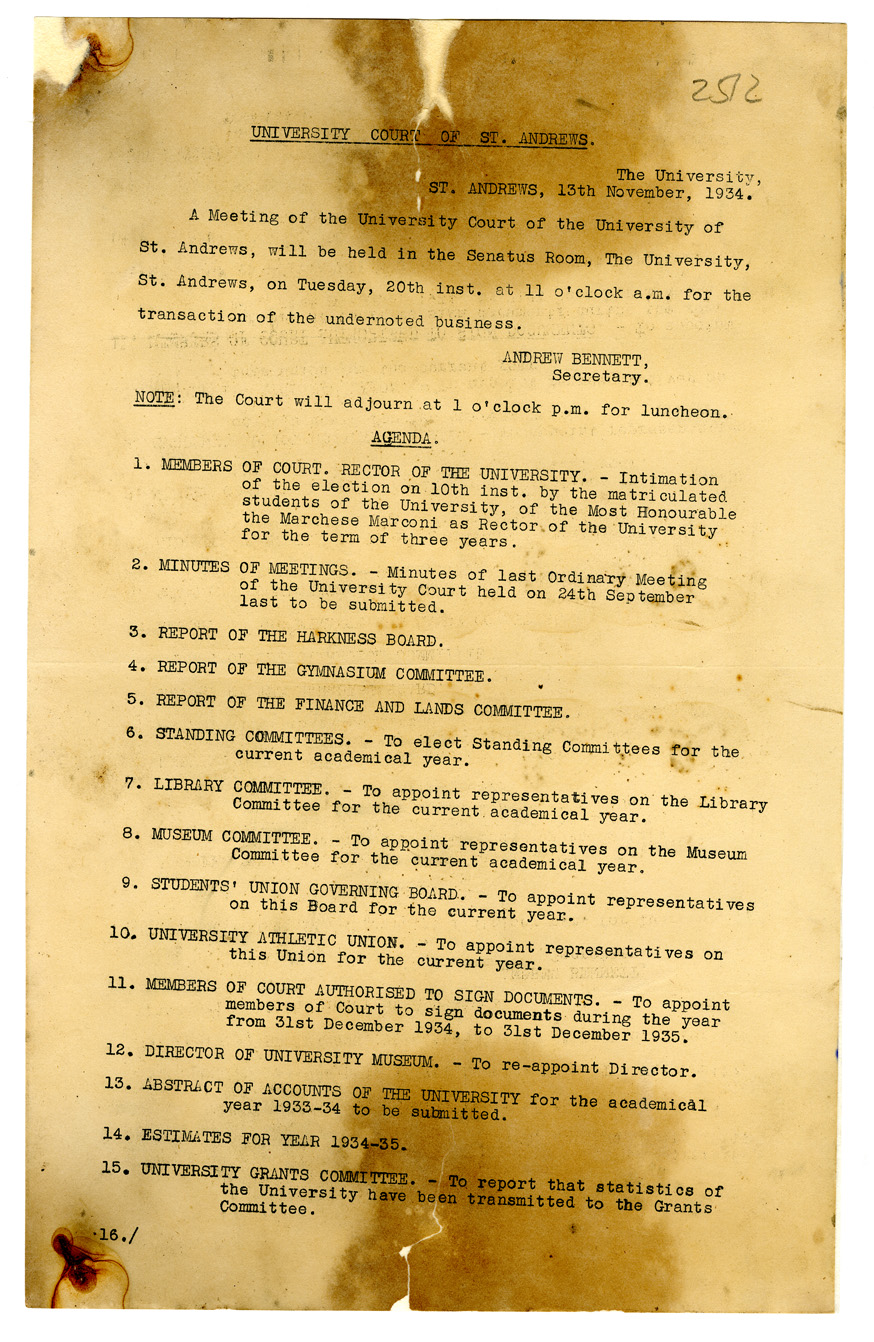 2512
UNIVERSITY COURT OF ST. ANDREWS.
The University,
ST. ANDREWS, 13th November, 1934.
A Meeting of the University Court of the University of
St. Andrews, will be held in the Senatus Room, The University,
St. Andrews, on Tuesday, 20th inst. at 11 o'clock a.m. for the
transaction of the undernoted business.
ANDREW BENNETT,
Secretary.
NOTE: The Court will adjourn at 1 o'clock p.m. for luncheon.
AGENDA.
1. MEMBERS OF COURT. RECTOR OF THE UNIVERSITY. - Intimation
of the election on 10th inst. by the matriculated
students of the University, of the Most Honourable
the Marchese Marconi as Rector of the University
for the term of three years.
2. MINUTES OF MEETINGS. - Minutes of last Ordinary Meeting
of the University Court held on 24th September
last to be submitted.
3. REPORT OF THE HARKNESS BOARD.
4. REPORT OF THE GYMNASIUM COMMITTEE.
5. REPORT OF THE FINANCE AND LANDS COMMITTEE.
6. STANDING COMMITTEES. - To elect Standing Committees for the
current academical year.
7. LIBRARY COMMITTEE. - To appoint representatives on the Library
Committee for the current academical year.
8. MUSEUM COMMITTEE. - To appoint representatives on the Museum
Committee for the current academical year.
9. STUDENTS' UNION GOVERNING BOARD. - To appoint representatives
on this Board for the current year.
10. UNIVERSITY ATHLETIC UNION. - To appoint representatives on
this Union for the current year.
11. MEMBERS OF COURT AUTHORISED TO SIGN DOCUMENTS. - To appoint
members of Court to sign documents during the year
from 31st December 1934, to 31st December 1935.
12. DIRECTOR OF UNIVERSITY MUSEUM. - To re-appoint Director.
13. ABSTRACT OF ACCOUNTS OF THE UNIVERSITY for the academical
year 1933-34 to be submitted.
14. ESTIMATES FOR YEAR 1934-35.
15. UNIVERSITY GRANTS COMMITTEE. - To report that statistics of
the University have been transmitted to the Grants
Committee.
16./